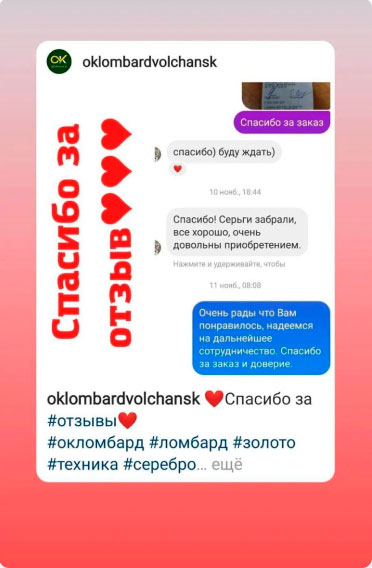 OK
oklombardvolchansk
Спасибо за
отзыв❤❤❤
Спасибо за заказ
спасибо) буду ждать)
❤
10 нояб., 18:44
Спасибо! Серьги забрали,
все хорошо, очень
довольны приобретением.
Нажмите и удерживайте, чтобы
11 нояб., 08:08
Очень рады что Вам
понравилось, надеемся
на дальнейшее
сотрудничество. Спасибо
за заказ и доверие.
oklombardvolchansk ❤Спасибо за
#отзывы❤
#окломбард #ломбард #золото
#техника #серебро... ещё